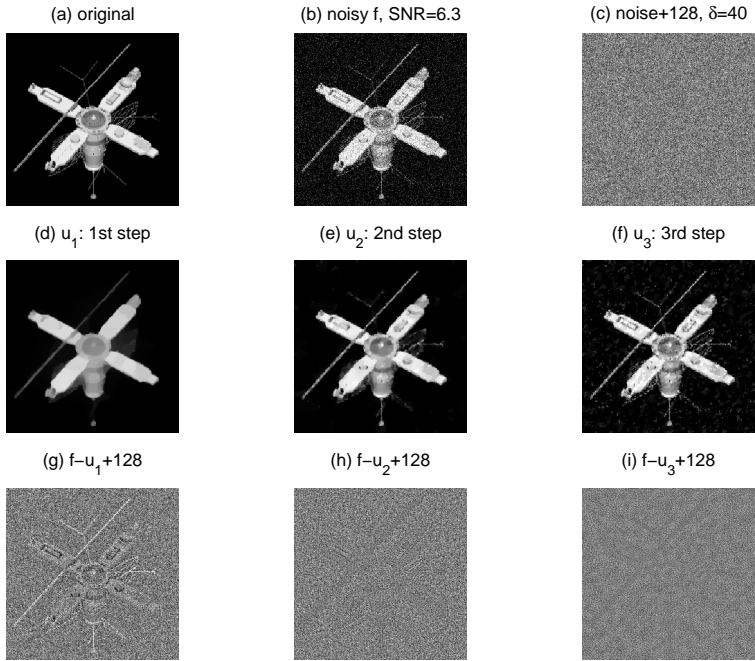 (a) original
(b) noisy f, SNR=6.3
(c) noise+128, δ=40
(d) u₁: 1st step
(e) u₂: 2nd step
(f) u₃: 3rd step
(g) f−u₁+128
(h) f−u₂+128
(i) f−u₃+128